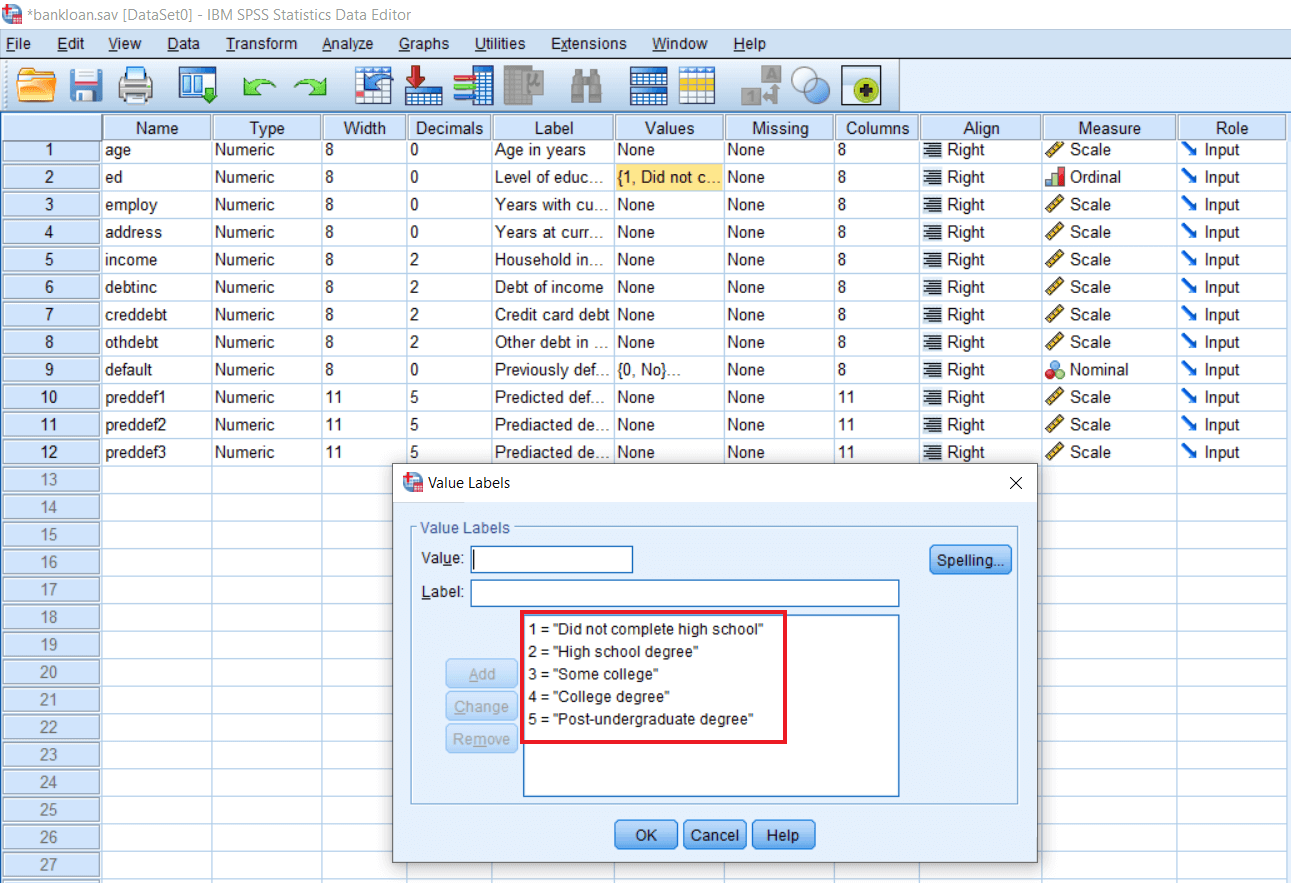 *bankloan.sav [DataSet0] - IBM SPSS Statistics Data Editor
File Edit View Data Transform Analyze Graphs Utilities Extensions Window Help
Name Type Width Decimals Label Values Missing Columns Align Measure Role
1 age Numeric 8 0 Age in years None None 8 Right Scale Input
2 ed Numeric 8 0 Level of educ... {1, Did not c... None 8 Right Ordinal Input
3 employ Numeric 8 0 Years with cu... None None 8 Right Scale Input
4 address Numeric 8 0 Years at curr... None None 8 Right Scale Input
5 income Numeric 8 2 Household in... None None 8 Right Scale Input
6 debtinc Numeric 8 2 Debt of income None None 8 Right Scale Input
7 creddebt Numeric 8 2 Credit card debt None None 8 Right Scale Input
8 othdebt Numeric 8 2 Other debt in ... None None 8 Right Scale Input
9 default Numeric 8 0 Previously def... {0, No}... None 8 Right Nominal Input
10 preddef1 Numeric 11 5 Predicted def... None None 11 Right Scale Input
11 preddef2 Numeric 11 5 Prediacted de... None None 11 Right Scale Input
12 preddef3 Numeric 11 5 Prediacted de... None None 11 Right Scale Input
13
14
15
16
17
18
19
20
21
22
23
24
25
26
27
Value Labels
Value Labels
Value: Spelling...
Label:
1 = "Did not complete high school"
2 = "High school degree"
3 = "Some college"
4 = "College degree"
5 = "Post-undergraduate degree"
Add
Change
Remove
OK Cancel Help